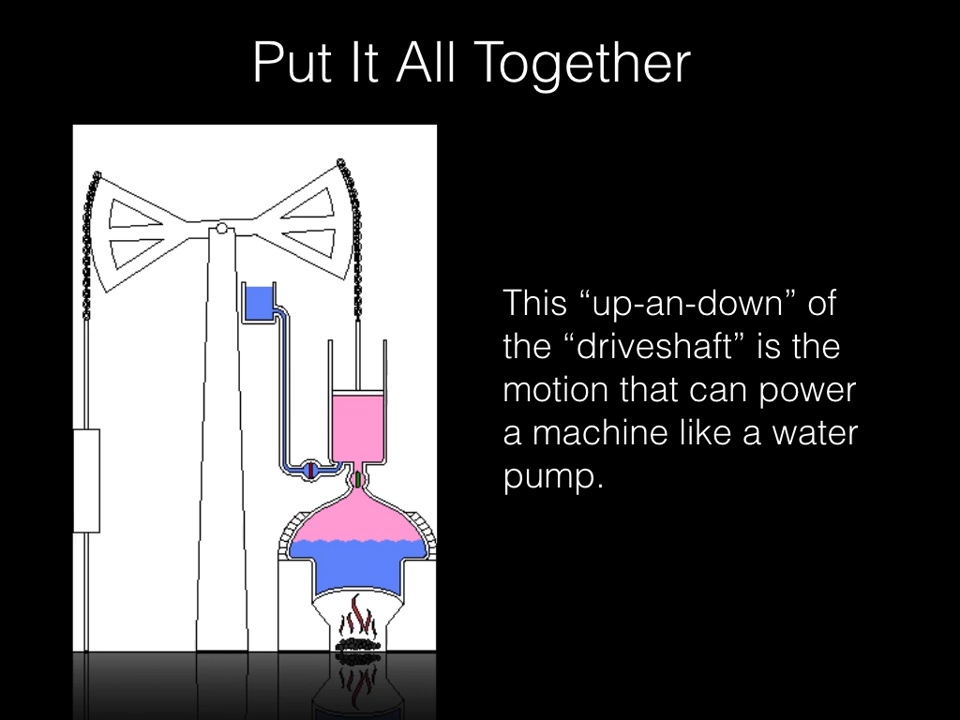 Put It All Together
This “up-an-down” of
the “driveshaft” is the
motion that can power
a machine like a water
pump.